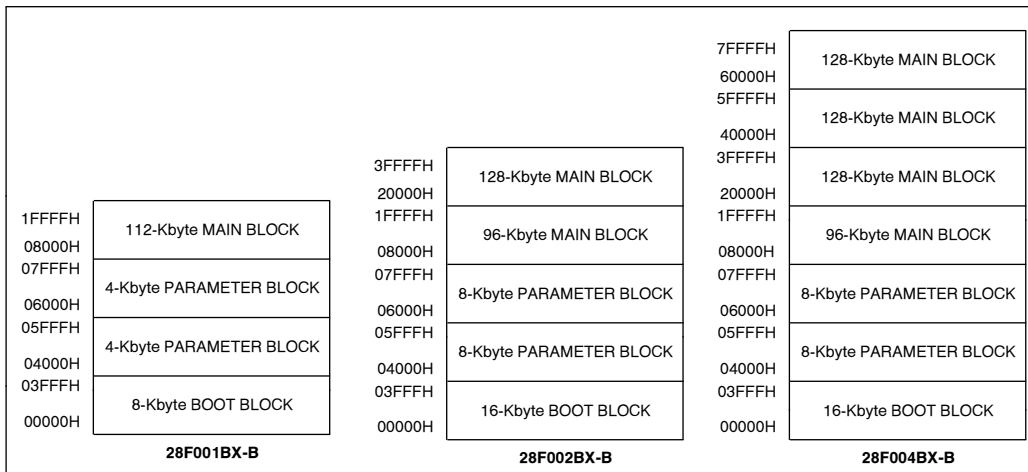 1FFFFH
112-Kbyte MAIN BLOCK
08000H
07FFFH
4-Kbyte PARAMETER BLOCK
06000H
05FFFH
4-Kbyte PARAMETER BLOCK
04000H
03FFFH
8-Kbyte BOOT BLOCK
00000H
28F001BX-B
3FFFFH
128-Kbyte MAIN BLOCK
20000H
1FFFFH
96-Kbyte MAIN BLOCK
08000H
07FFFH
8-Kbyte PARAMETER BLOCK
06000H
05FFFH
8-Kbyte PARAMETER BLOCK
04000H
03FFFH
16-Kbyte BOOT BLOCK
00000H
28F002BX-B
7FFFFH
128-Kbyte MAIN BLOCK
60000H
5FFFFH
128-Kbyte MAIN BLOCK
40000H
3FFFFH
128-Kbyte MAIN BLOCK
20000H
1FFFFH
96-Kbyte MAIN BLOCK
08000H
07FFFH
8-Kbyte PARAMETER BLOCK
06000H
05FFFH
8-Kbyte PARAMETER BLOCK
04000H
03FFFH
16-Kbyte BOOT BLOCK
00000H
28F004BX-B